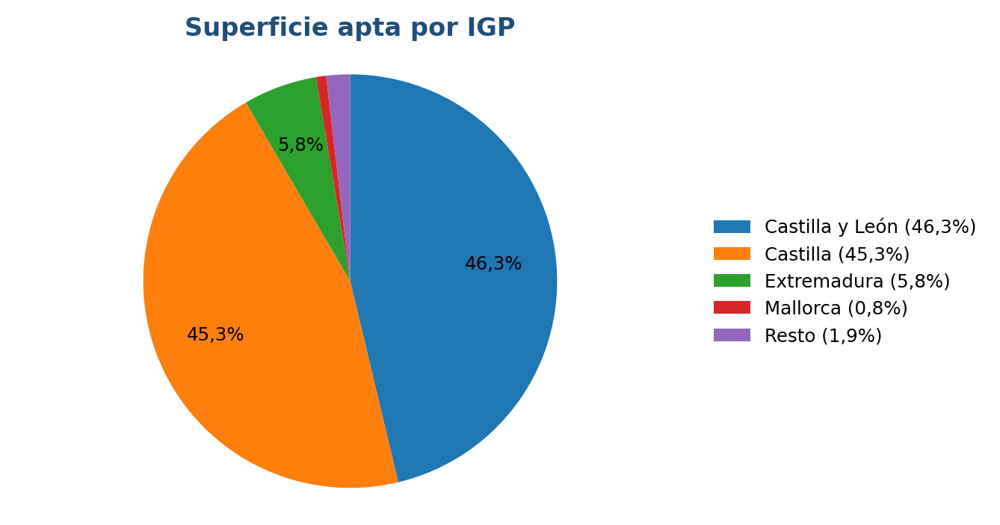 Superficie apta por IGP
5,8%
46,3%
45,3%
Castilla y León (46,3%)
Castilla (45,3%)
Extremadura (5,8%)
Mallorca (0,8%)
Resto (1,9%)